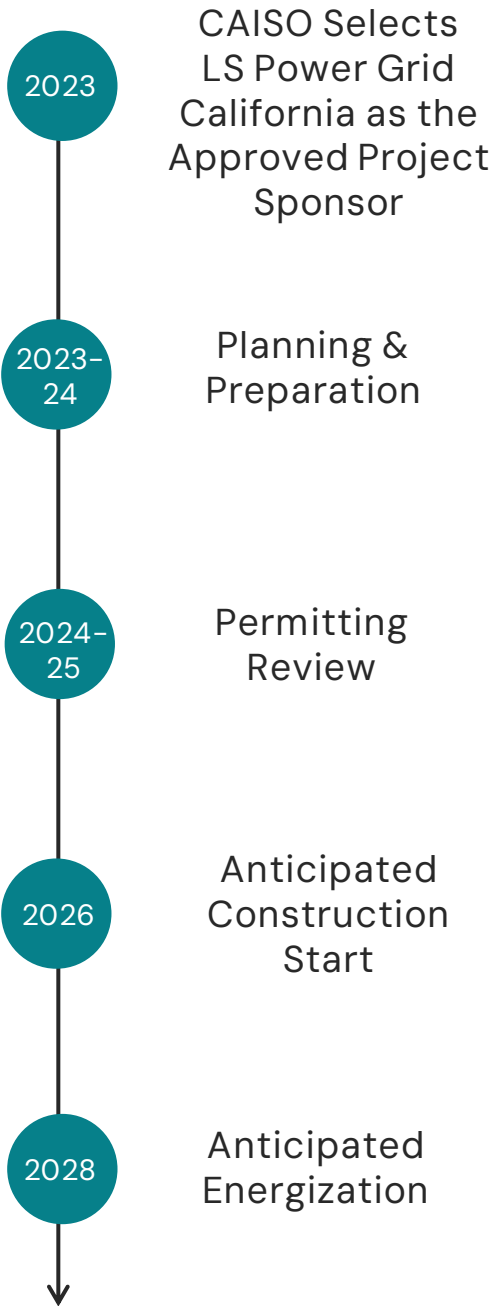 2023
CAISO Selects
LS Power Grid
California as the
Approved Project
Sponsor
2023-
24
Planning &
Preparation
2024-
25
Permitting
Review
2026
Anticipated
Construction
Start
2028
Anticipated
Energization